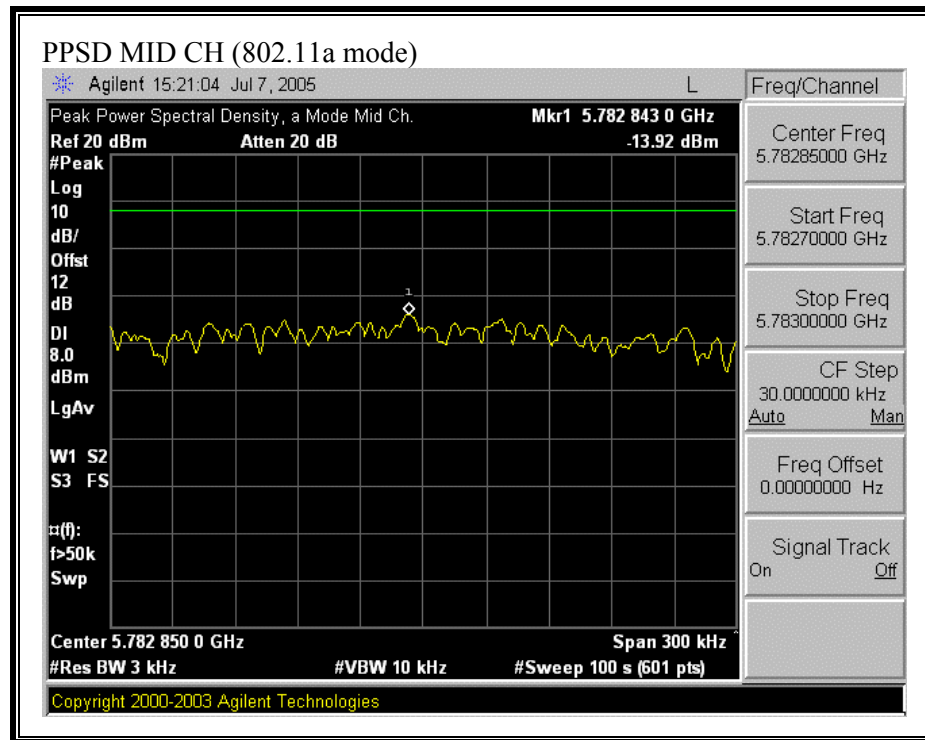 PPSD MID CH (802.11a mode)
Agilent 15:21:04 Jul 7, 2005 L
Freq/Channel
Peak Power Spectral Density, a Mode Mid Ch. Mkr1 5.782 843 0 GHz
Ref 20 dBm Atten 20 dB -13.92 dBm
#Peak
Log
10
dB/
Offst
12
dB
DI
8.0
dBm
LgAv
W1 S2
S3 FS
¤(f):
f>50k
Swp
1
Center 5.782 850 0 GHz Span 300 kHz ^
#Res BW 3 kHz #VBW 10 kHz #Sweep 100 s (601 pts)
Copyright 2000-2003 Agilent Technologies
Center Freq
5.78285000 GHz
Start Freq
5.78270000 GHz
Stop Freq
5.78300000 GHz
CF Step
30.0000000 kHz
Auto Man
Freq Offset
0.00000000 Hz
Signal Track
On Off